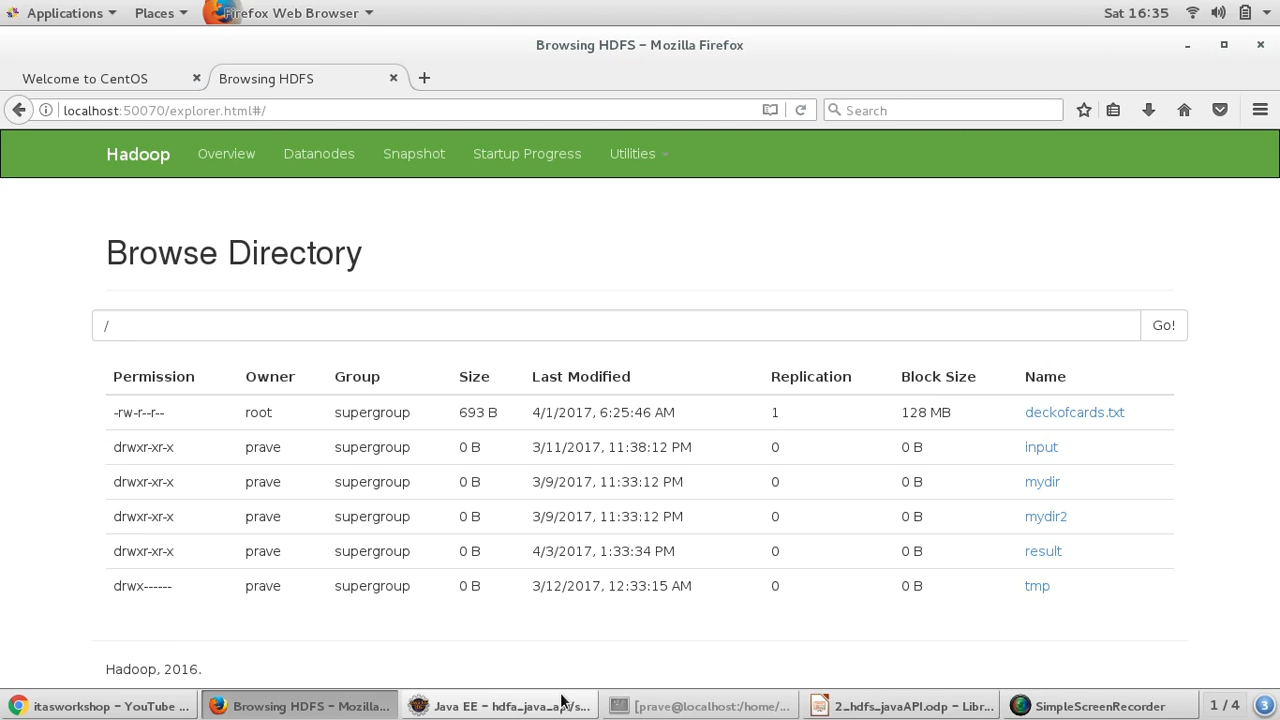 Applications Places Firefox Web Browser Sat 16:35
Browsing HDFS – Mozilla Firefox
Welcome to CentOS Browsing HDFS
localhost:50070/explorer.html#/ Search
Hadoop Overview Datanodes Snapshot Startup Progress Utilities
Browse Directory
/ Go!
Permission Owner Group Size Last Modified Replication Block Size Name
-rw-r--r-- root supergroup 693 B 4/1/2017, 6:25:46 AM 1 128 MB deckofcards.txt
drwxr-xr-x prave supergroup 0 B 3/11/2017, 11:38:12 PM 0 0 B input
drwxr-xr-x prave supergroup 0 B 3/9/2017, 11:33:12 PM 0 0 B mydir
drwxr-xr-x prave supergroup 0 B 3/9/2017, 11:33:12 PM 0 0 B mydir2
drwxr-xr-x prave supergroup 0 B 4/3/2017, 1:33:34 PM 0 0 B result
drwx------ prave supergroup 0 B 3/12/2017, 12:33:15 AM 0 0 B tmp
Hadoop, 2016.
itasworkshop – YouTube ... Browsing HDFS – Mozilla... Java EE – hdfa_java_api/s... [prave@localhost:/home/... 2_hdfs_javaAPI.odp – Libr... SimpleScreenRecorder 1 / 4 3